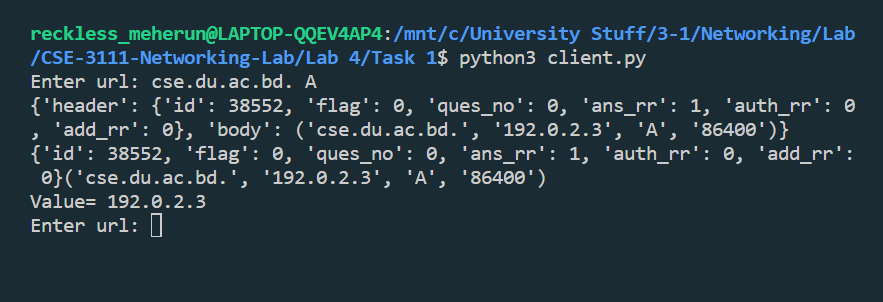 reckless_meherun@LAPTOP-QQEV4AP4:/mnt/c/University Stuff/3-1/Networking/Lab
/CSE-3111-Networking-Lab/Lab 4/Task 1$ python3 client.py
Enter url: cse.du.ac.bd. A
{'header': {'id': 38552, 'flag': 0, 'ques_no': 0, 'ans_rr': 1, 'auth_rr': 0
, 'add_rr': 0}, 'body': ('cse.du.ac.bd.', '192.0.2.3', 'A', '86400')}
{'id': 38552, 'flag': 0, 'ques_no': 0, 'ans_rr': 1, 'auth_rr': 0, 'add_rr':
 0}('cse.du.ac.bd.', '192.0.2.3', 'A', '86400')
Value= 192.0.2.3
Enter url: